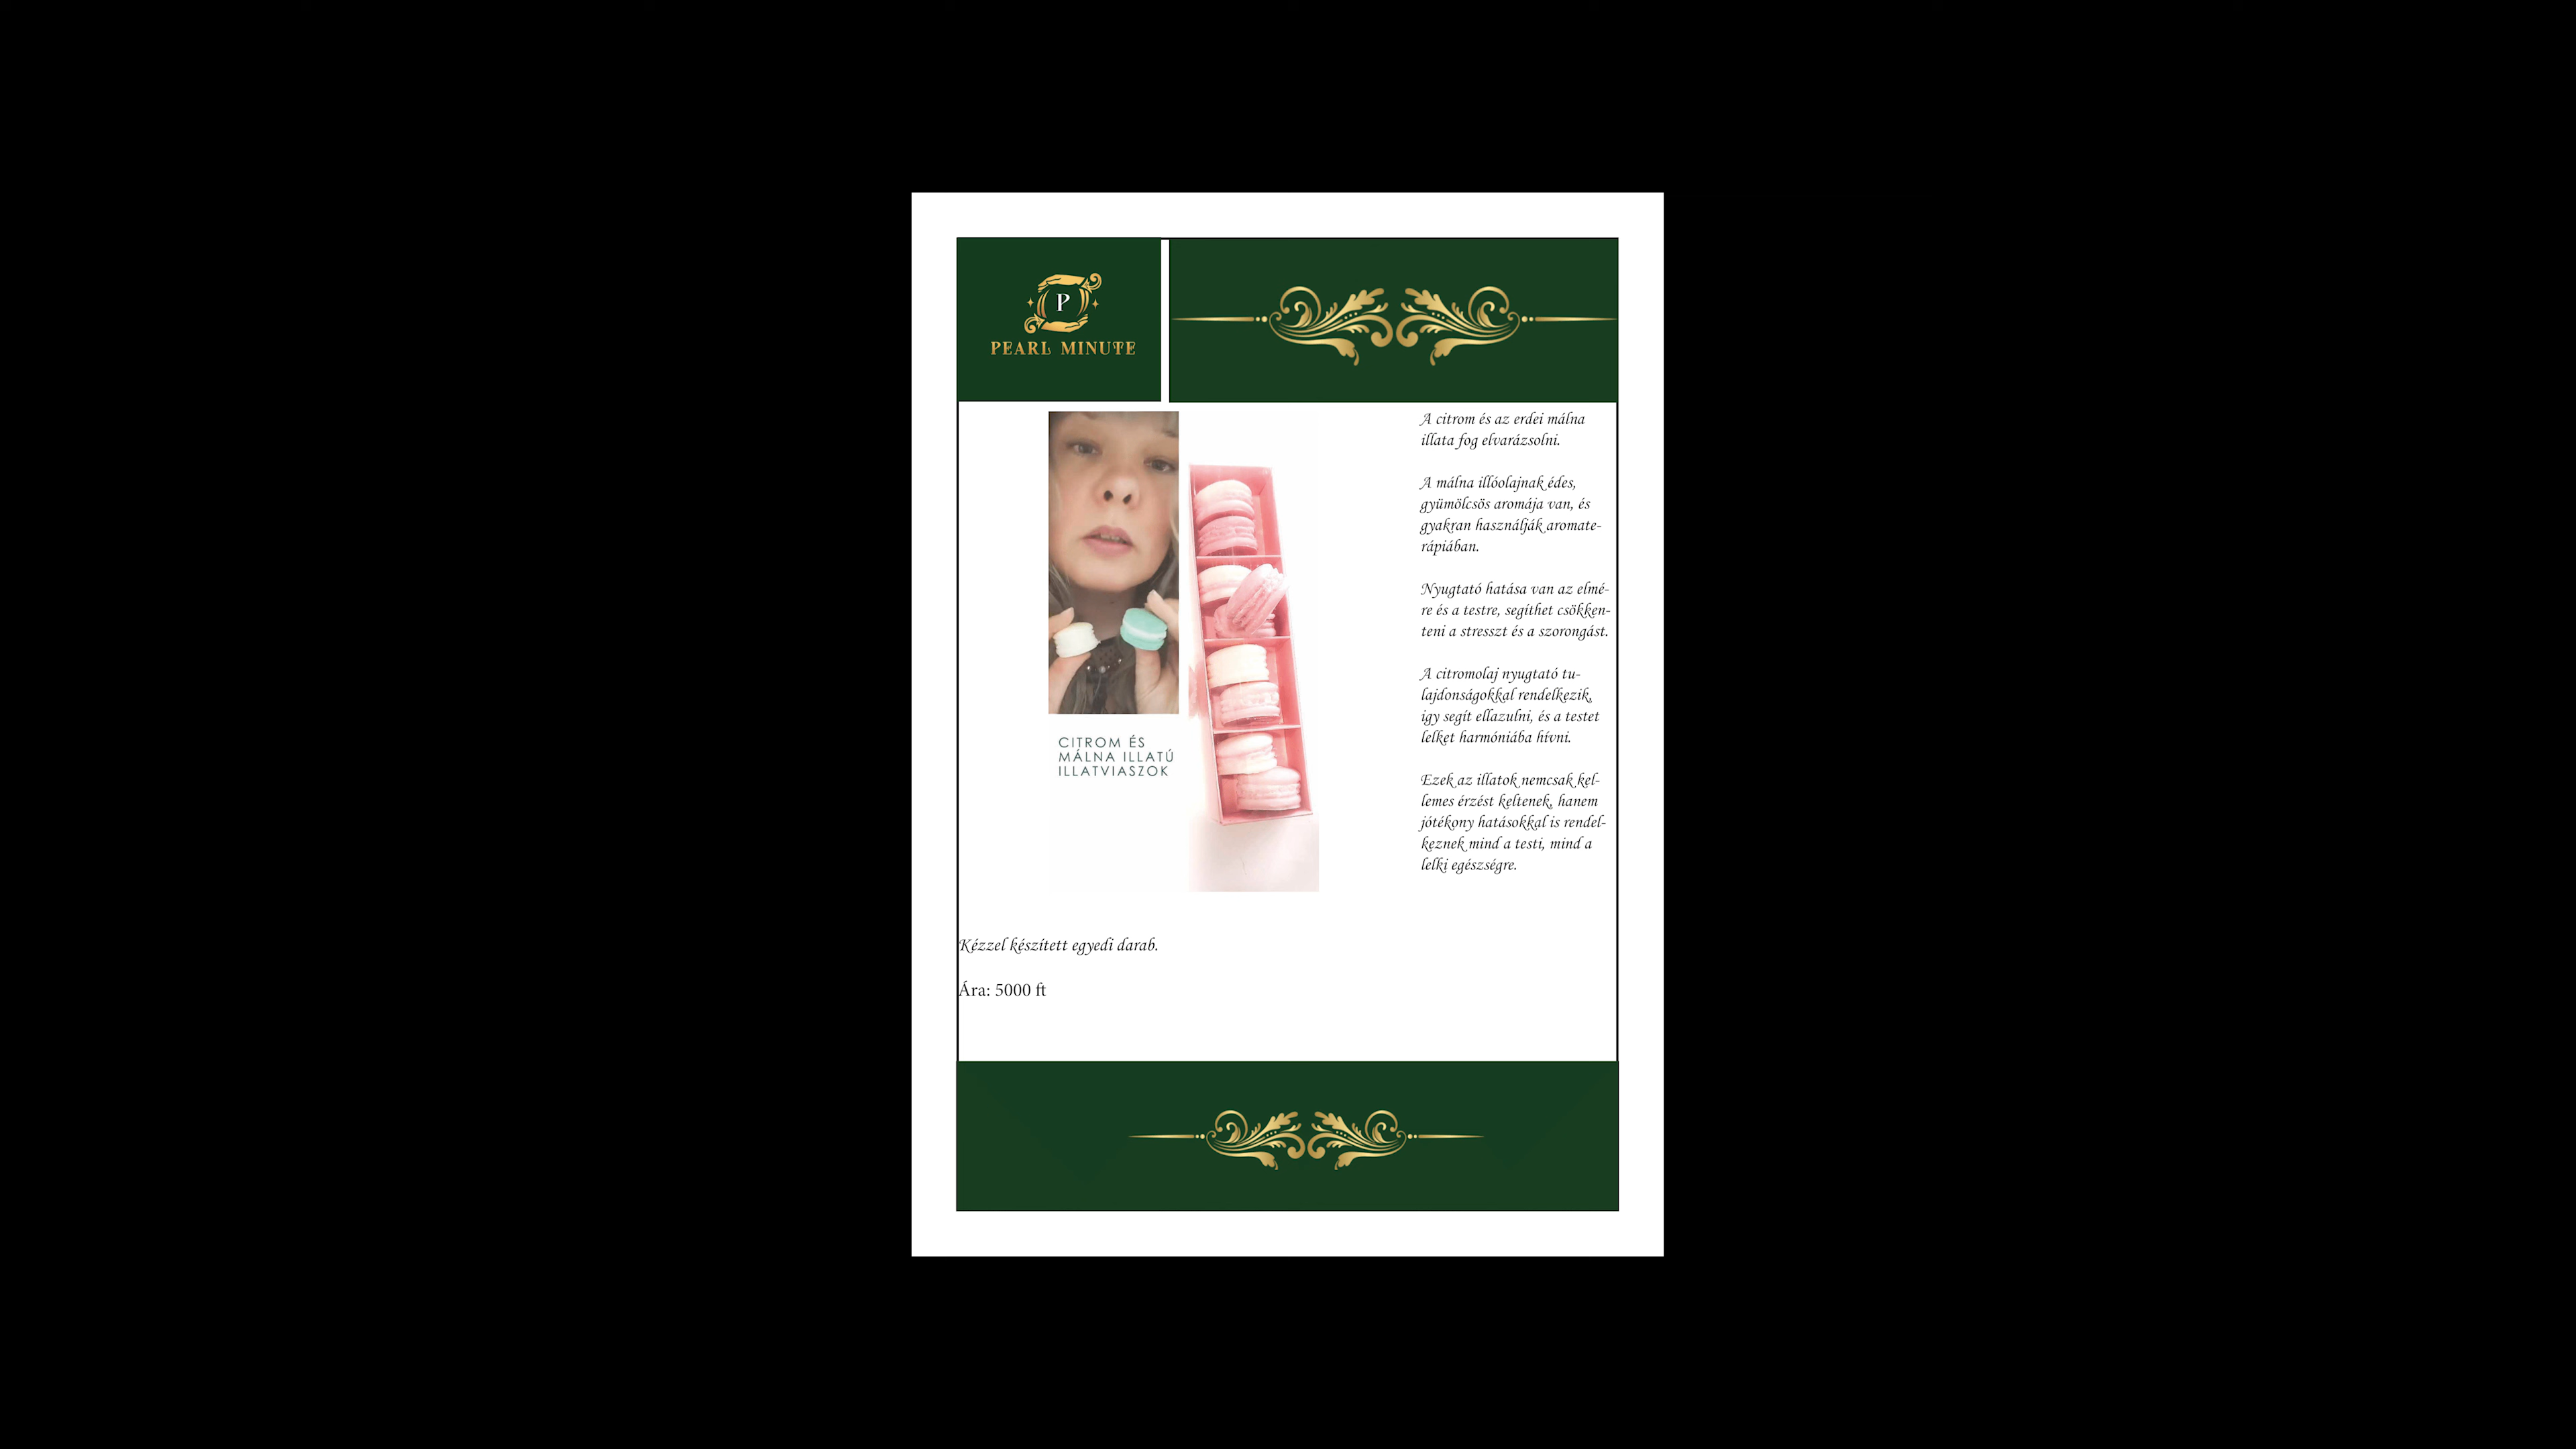 P
PEARL MINUTE
A citrom és az erdei málna
illata fog elvarázsolni.
A málna illóolajnak édes,
gyümölcsös aromája van, és
gyakran használják aromate-
rápiában.
Nyugtató hatása van az elmé-
re és a testre, segíthet csökken-
teni a stresszt és a szorongást.
A citromolaj nyugtató tu-
lajdonságokkal rendelkezik,
igy segít ellazulni, és a testet
lelket harmóniába hívni.
Ezek az illatok nemcsak kel-
lemes érzést keltenek, hanem
jótékony hatásokkal is rendel-
keznek mind a testi, mind a
lelki egészségre.
CITROM ÉS
MÁLNA ILLATÚ
ILLATVIASZOK
Kézzel készített egyedi darab.
Ára: 5000 ft